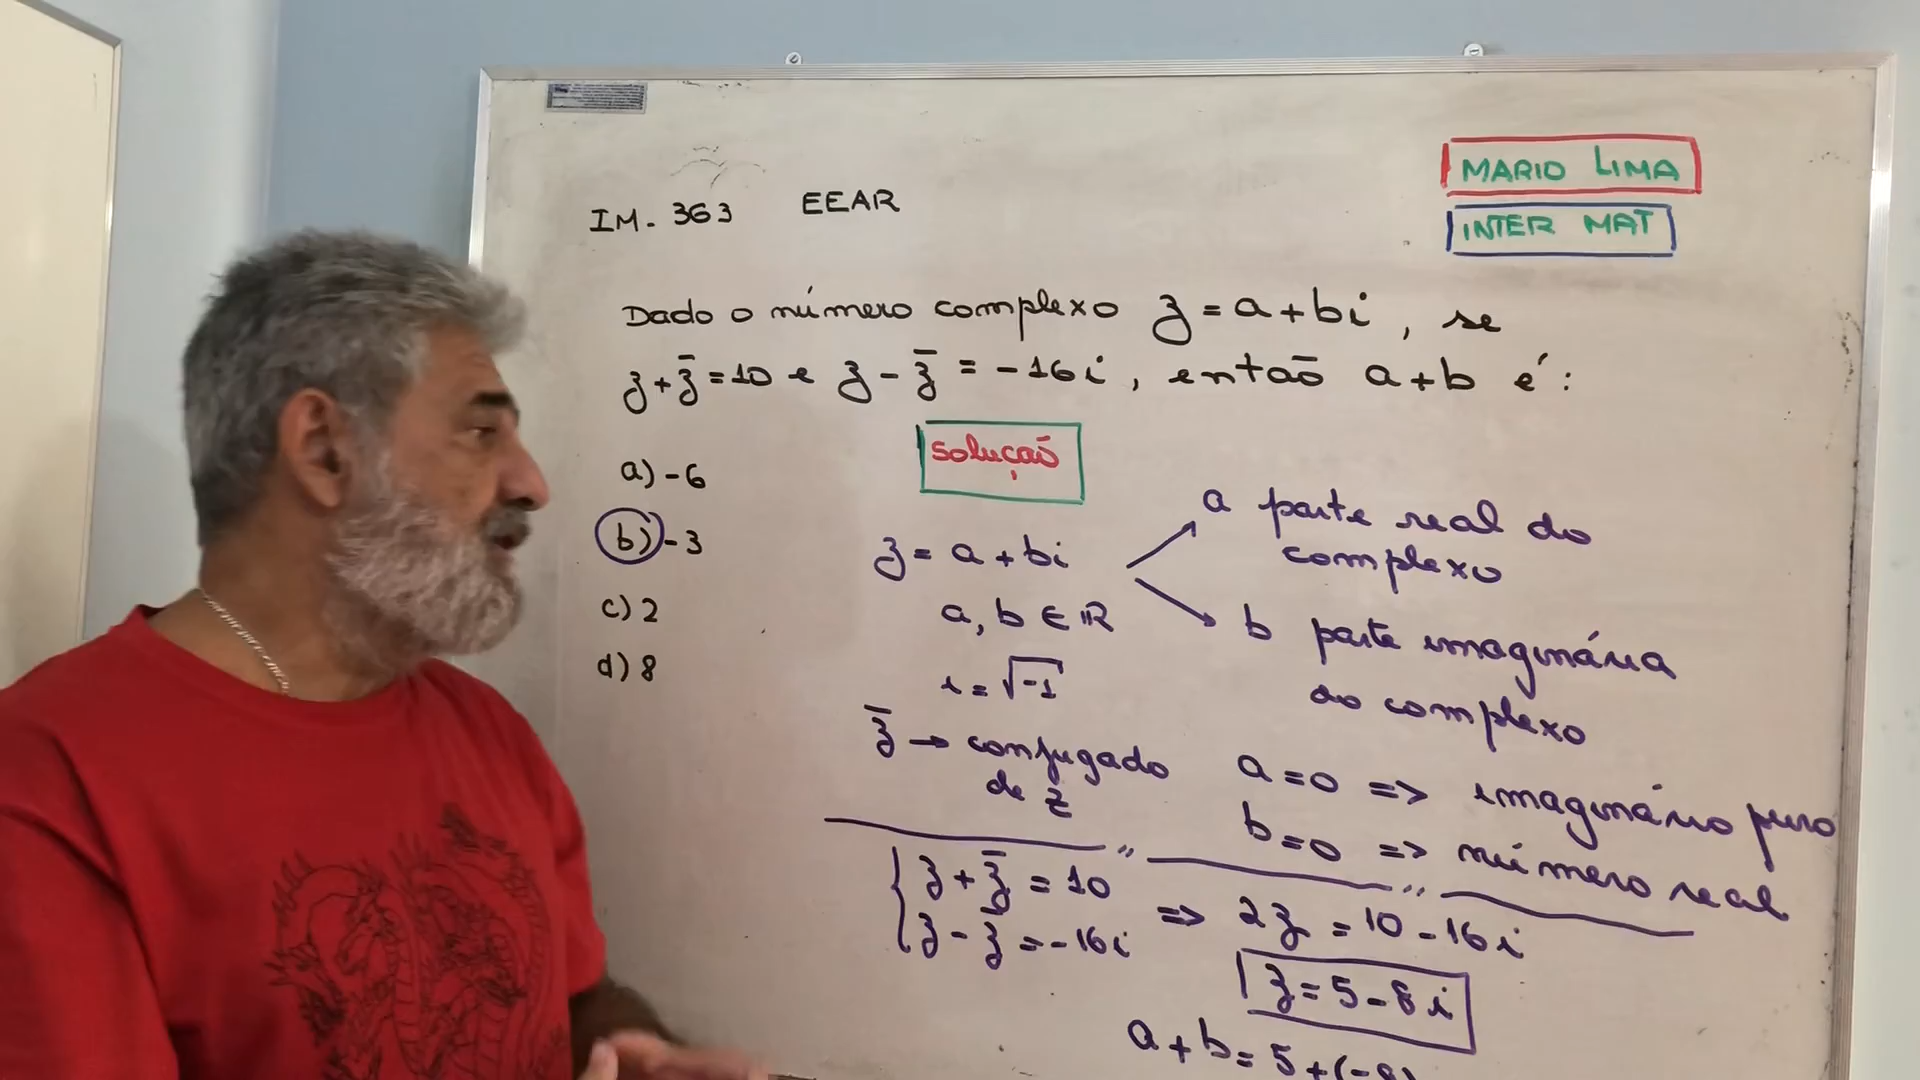 MARIO LIMA
INTER MAT
IM. 363 EEAR
Dado o número complexo z = a + bi, se
z + z̄ = 10 e z - z̄ = -16i, então a+b é:
Solução
a) -6
b) -3
c) 2
d) 8
z = a + bi
a, b ∈ ℝ
i = √-1
z̄ → conjugado
de z
a parte real do
complexo
b parte imaginária
do complexo
a = 0 => imaginário puro
b = 0 => número real
{ z + z̄ = 10
z - z̄ = -16i
=> 2z = 10 - 16i
z = 5 - 8i
a + b = 5 + (-8)